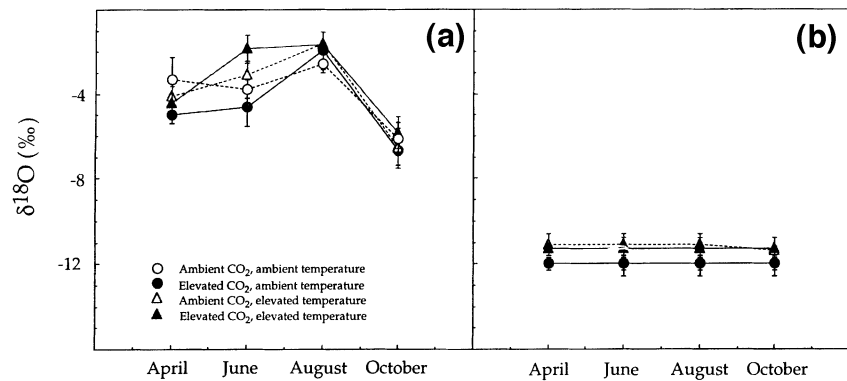 (a)
(b)
-4
-8
-12
δ18O (‰)
Ambient CO2, ambient temperature
Elevated CO2, ambient temperature
Ambient CO2, elevated temperature
Elevated CO2, elevated temperature
April June August October
April June August October